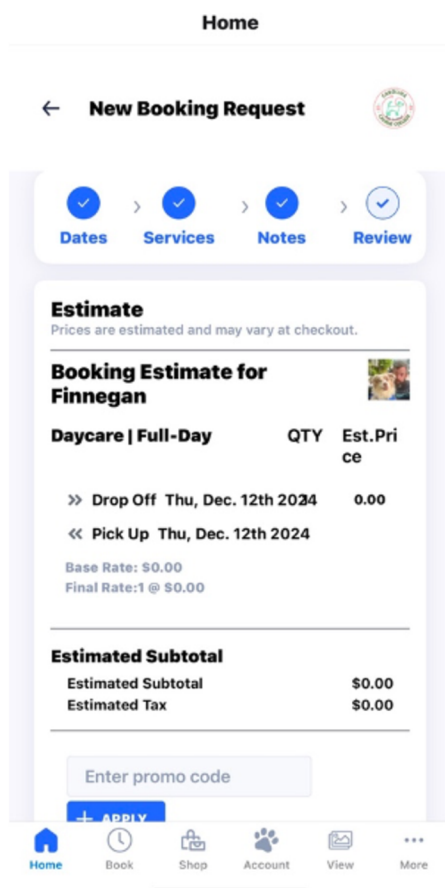 Home
New Booking Request
Dates
Services
Notes
Review
Estimate
Prices are estimated and may vary at checkout.
Booking Estimate for
Finnegan
Daycare | Full-Day QTY Est.Pri
ce
Drop Off Thu, Dec. 12th 2024 0.00
Pick Up Thu, Dec. 12th 2024
Base Rate: $0.00
Final Rate:1 @ $0.00
Estimated Subtotal
Estimated Subtotal $0.00
Estimated Tax $0.00
Enter promo code
+ APPLY
Home
Book
Shop
Account
View
More